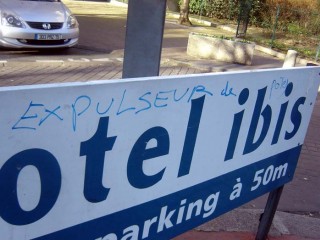 EXPULSEUR de
otel ibis
parking à 50m